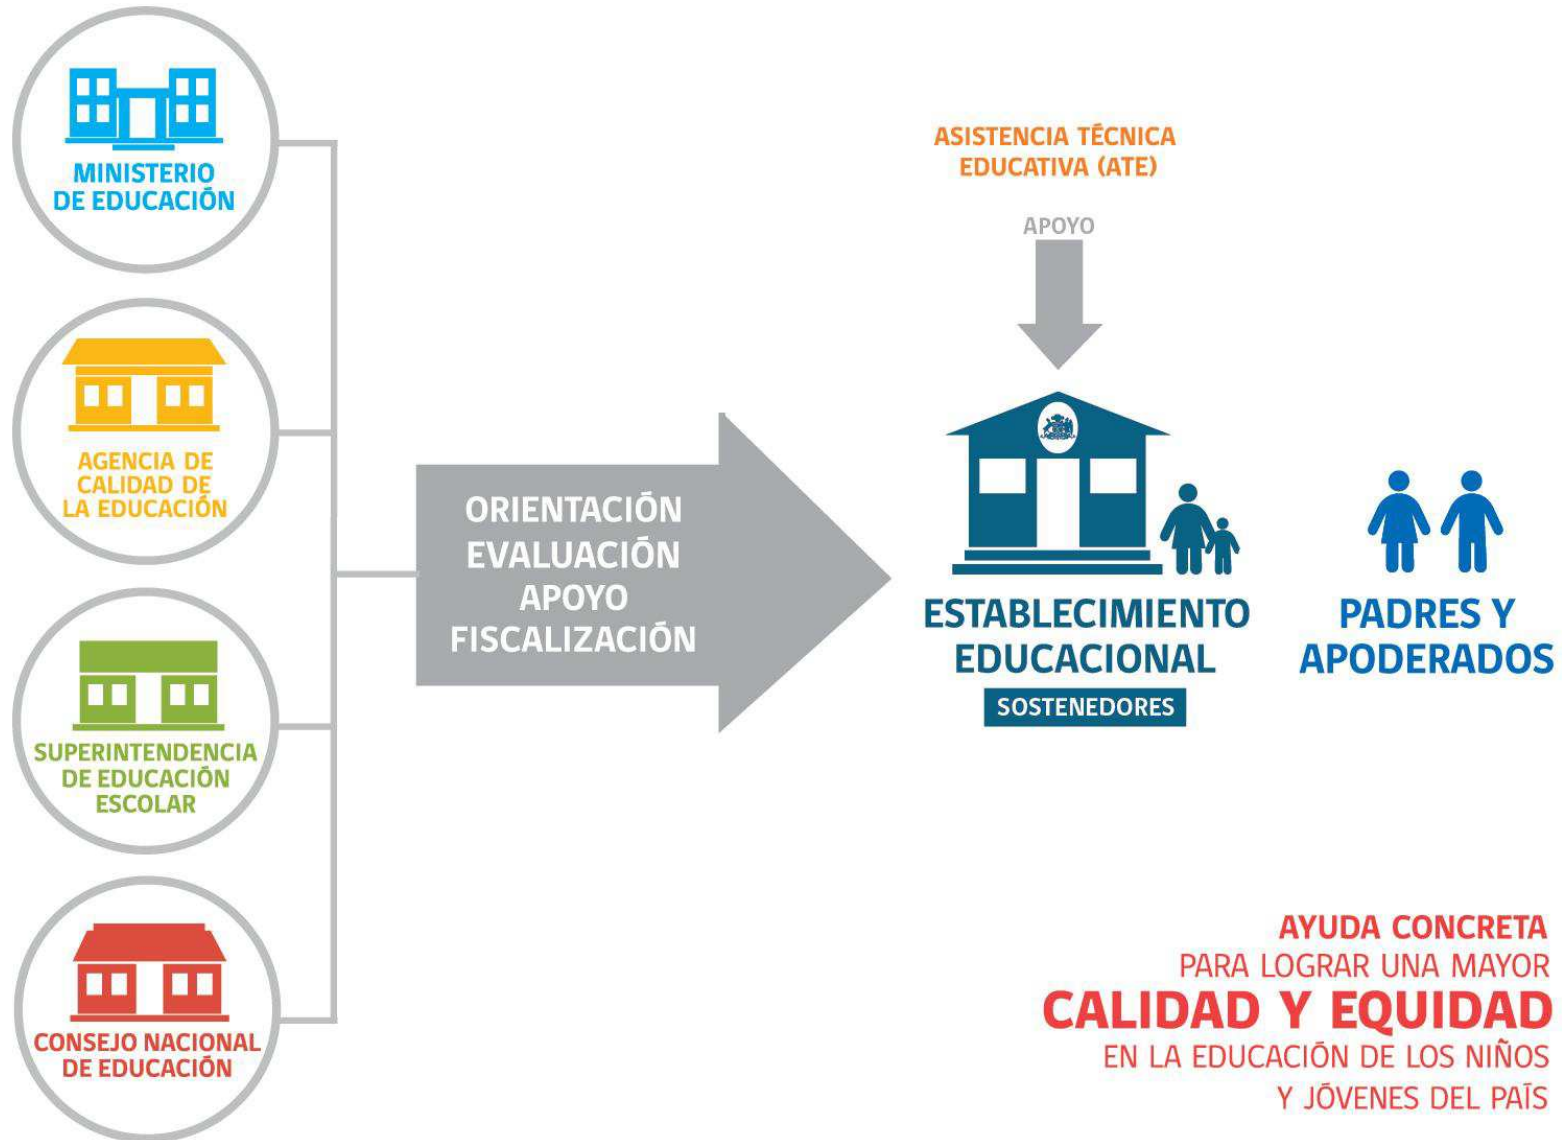 MINISTERIO
DE EDUCACIÓN
AGENCIA DE
CALIDAD DE
LA EDUCACIÓN
SUPERINTENDENCIA
DE EDUCACIÓN
ESCOLAR
CONSEJO NACIONAL
DE EDUCACIÓN
ORIENTACIÓN
EVALUACIÓN
APOYO
FISCALIZACIÓN
ASISTENCIA TÉCNICA
EDUCATIVA (ATE)
APOYO
ESTABLECIMIENTO
EDUCACIONAL
SOSTENEDORES
PADRES Y
APODERADOS
AYUDA CONCRETA
PARA LOGRAR UNA MAYOR
CALIDAD Y EQUIDAD
EN LA EDUCACIÓN DE LOS NIÑOS
Y JÓVENES DEL PAÍS